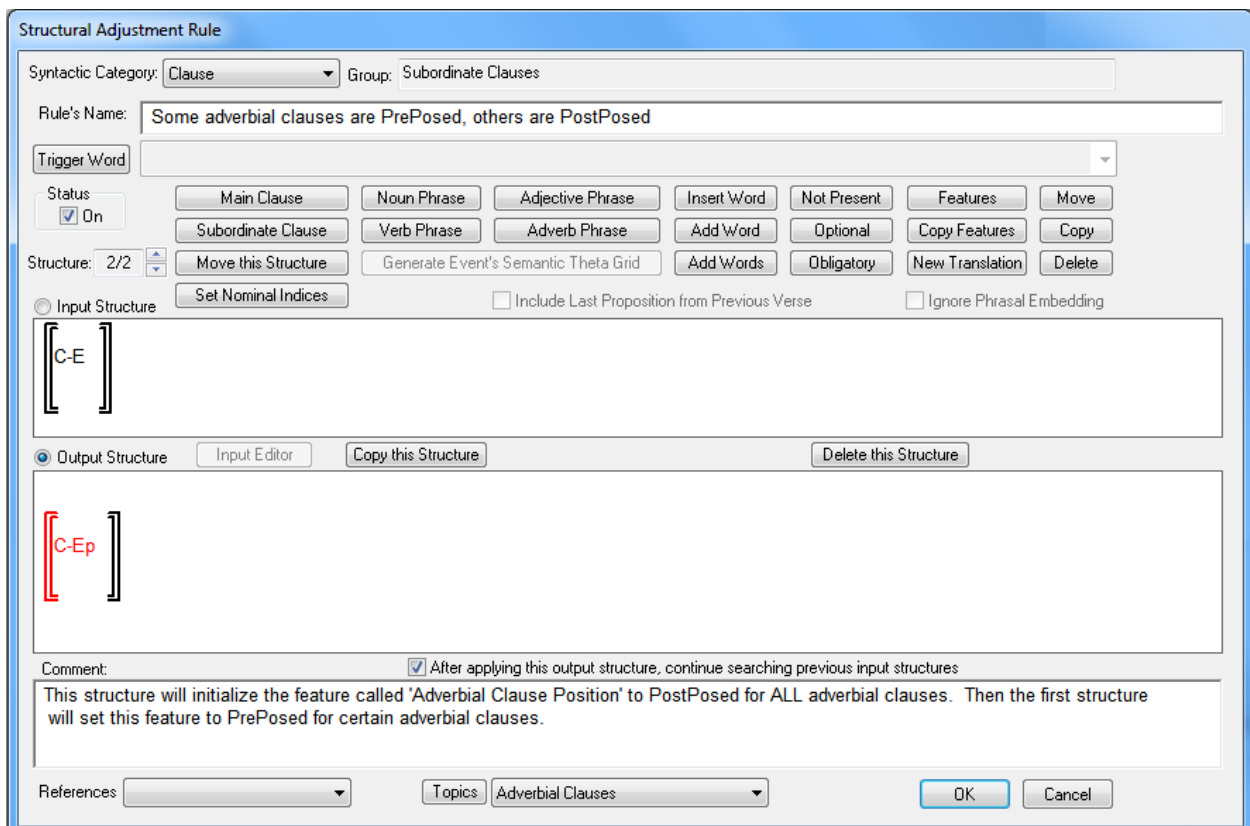 Structural Adjustment Rule
Syntactic Category: Clause Group: Subordinate Clauses
Rule's Name: Some adverbial clauses are PrePosed, others are PostPosed
Trigger Word
Status Main Clause Noun Phrase Adjective Phrase Insert Word Not Present Features Move
On Subordinate Clause Verb Phrase Adverb Phrase Add Word Optional Copy Features Copy
Structure: 2/2 Move this Structure Generate Event's Semantic Theta Grid Add Words Obligatory New Translation Delete
Input Structure Set Nominal Indices Include Last Proposition from Previous Verse Ignore Phrasal Embedding
C-E
Output Structure Input Editor Copy this Structure Delete this Structure
C-Ep
Comment: After applying this output structure, continue searching previous input structures
This structure will initialize the feature called 'Adverbial Clause Position' to PostPosed for ALL adverbial clauses. Then the first structure
will set this feature to PrePosed for certain adverbial clauses.
References Topics Adverbial Clauses OK Cancel